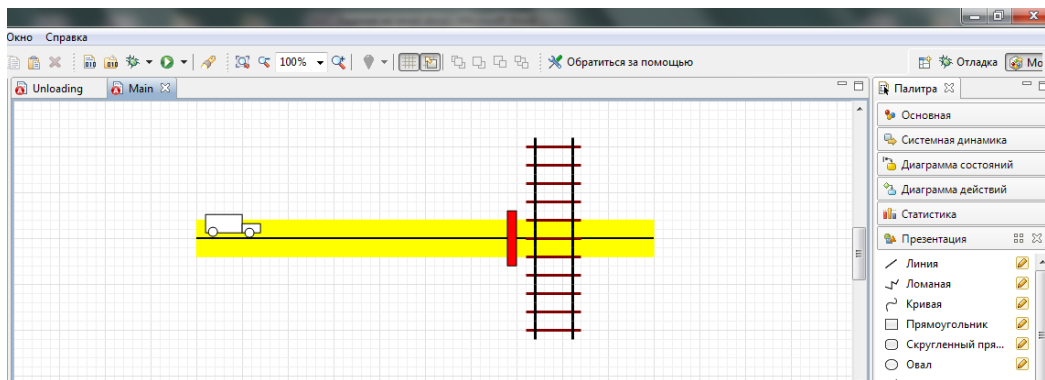 Окно Справка
100%
Обратиться за помощью
Отладка
Мо
Unloading
Main
Палитра
Основная
Системная динамика
Диаграмма состояний
Диаграмма действий
Статистика
Презентация
Линия
Ломаная
Кривая
Прямоугольник
Скругленный пря...
Овал